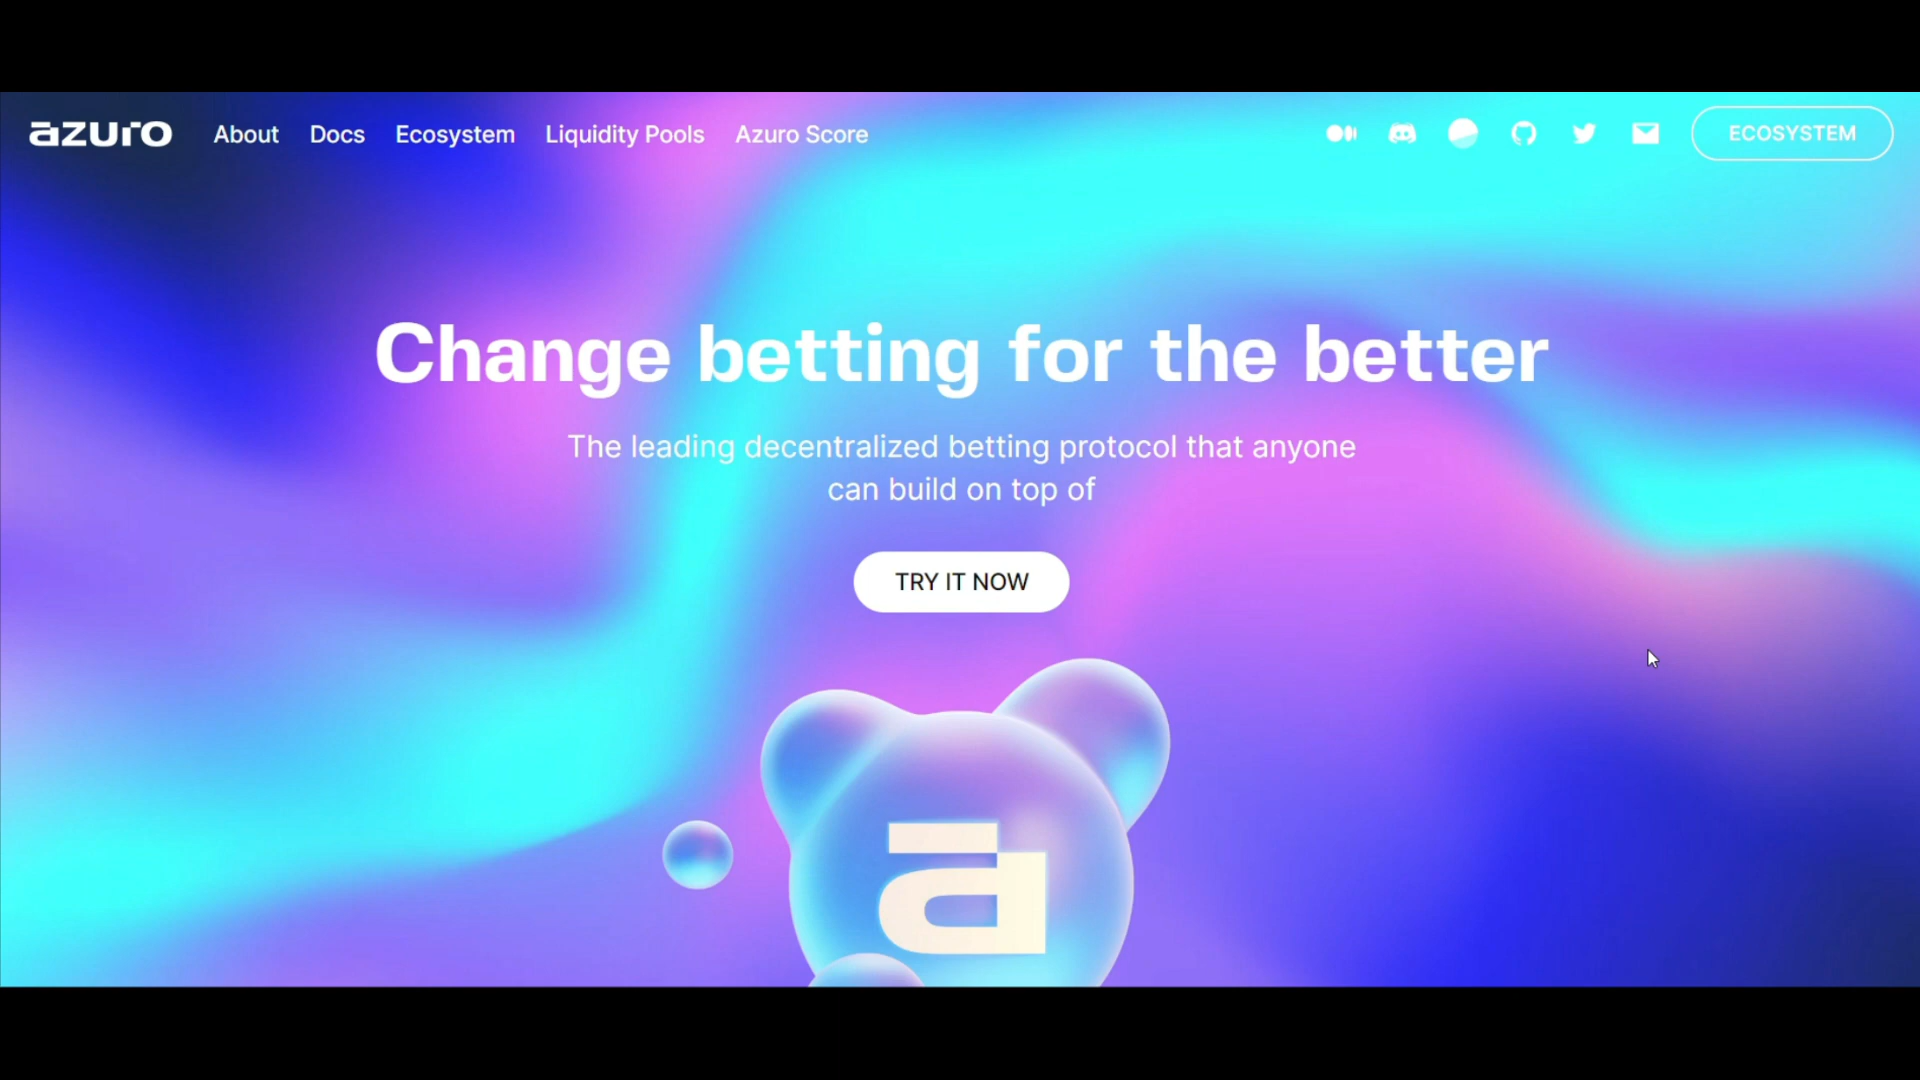 azuro About Docs Ecosystem Liquidity Pools Azuro Score ECOSYSTEM
Change betting for the better
The leading decentralized betting protocol that anyone
can build on top of
TRY IT NOW
a